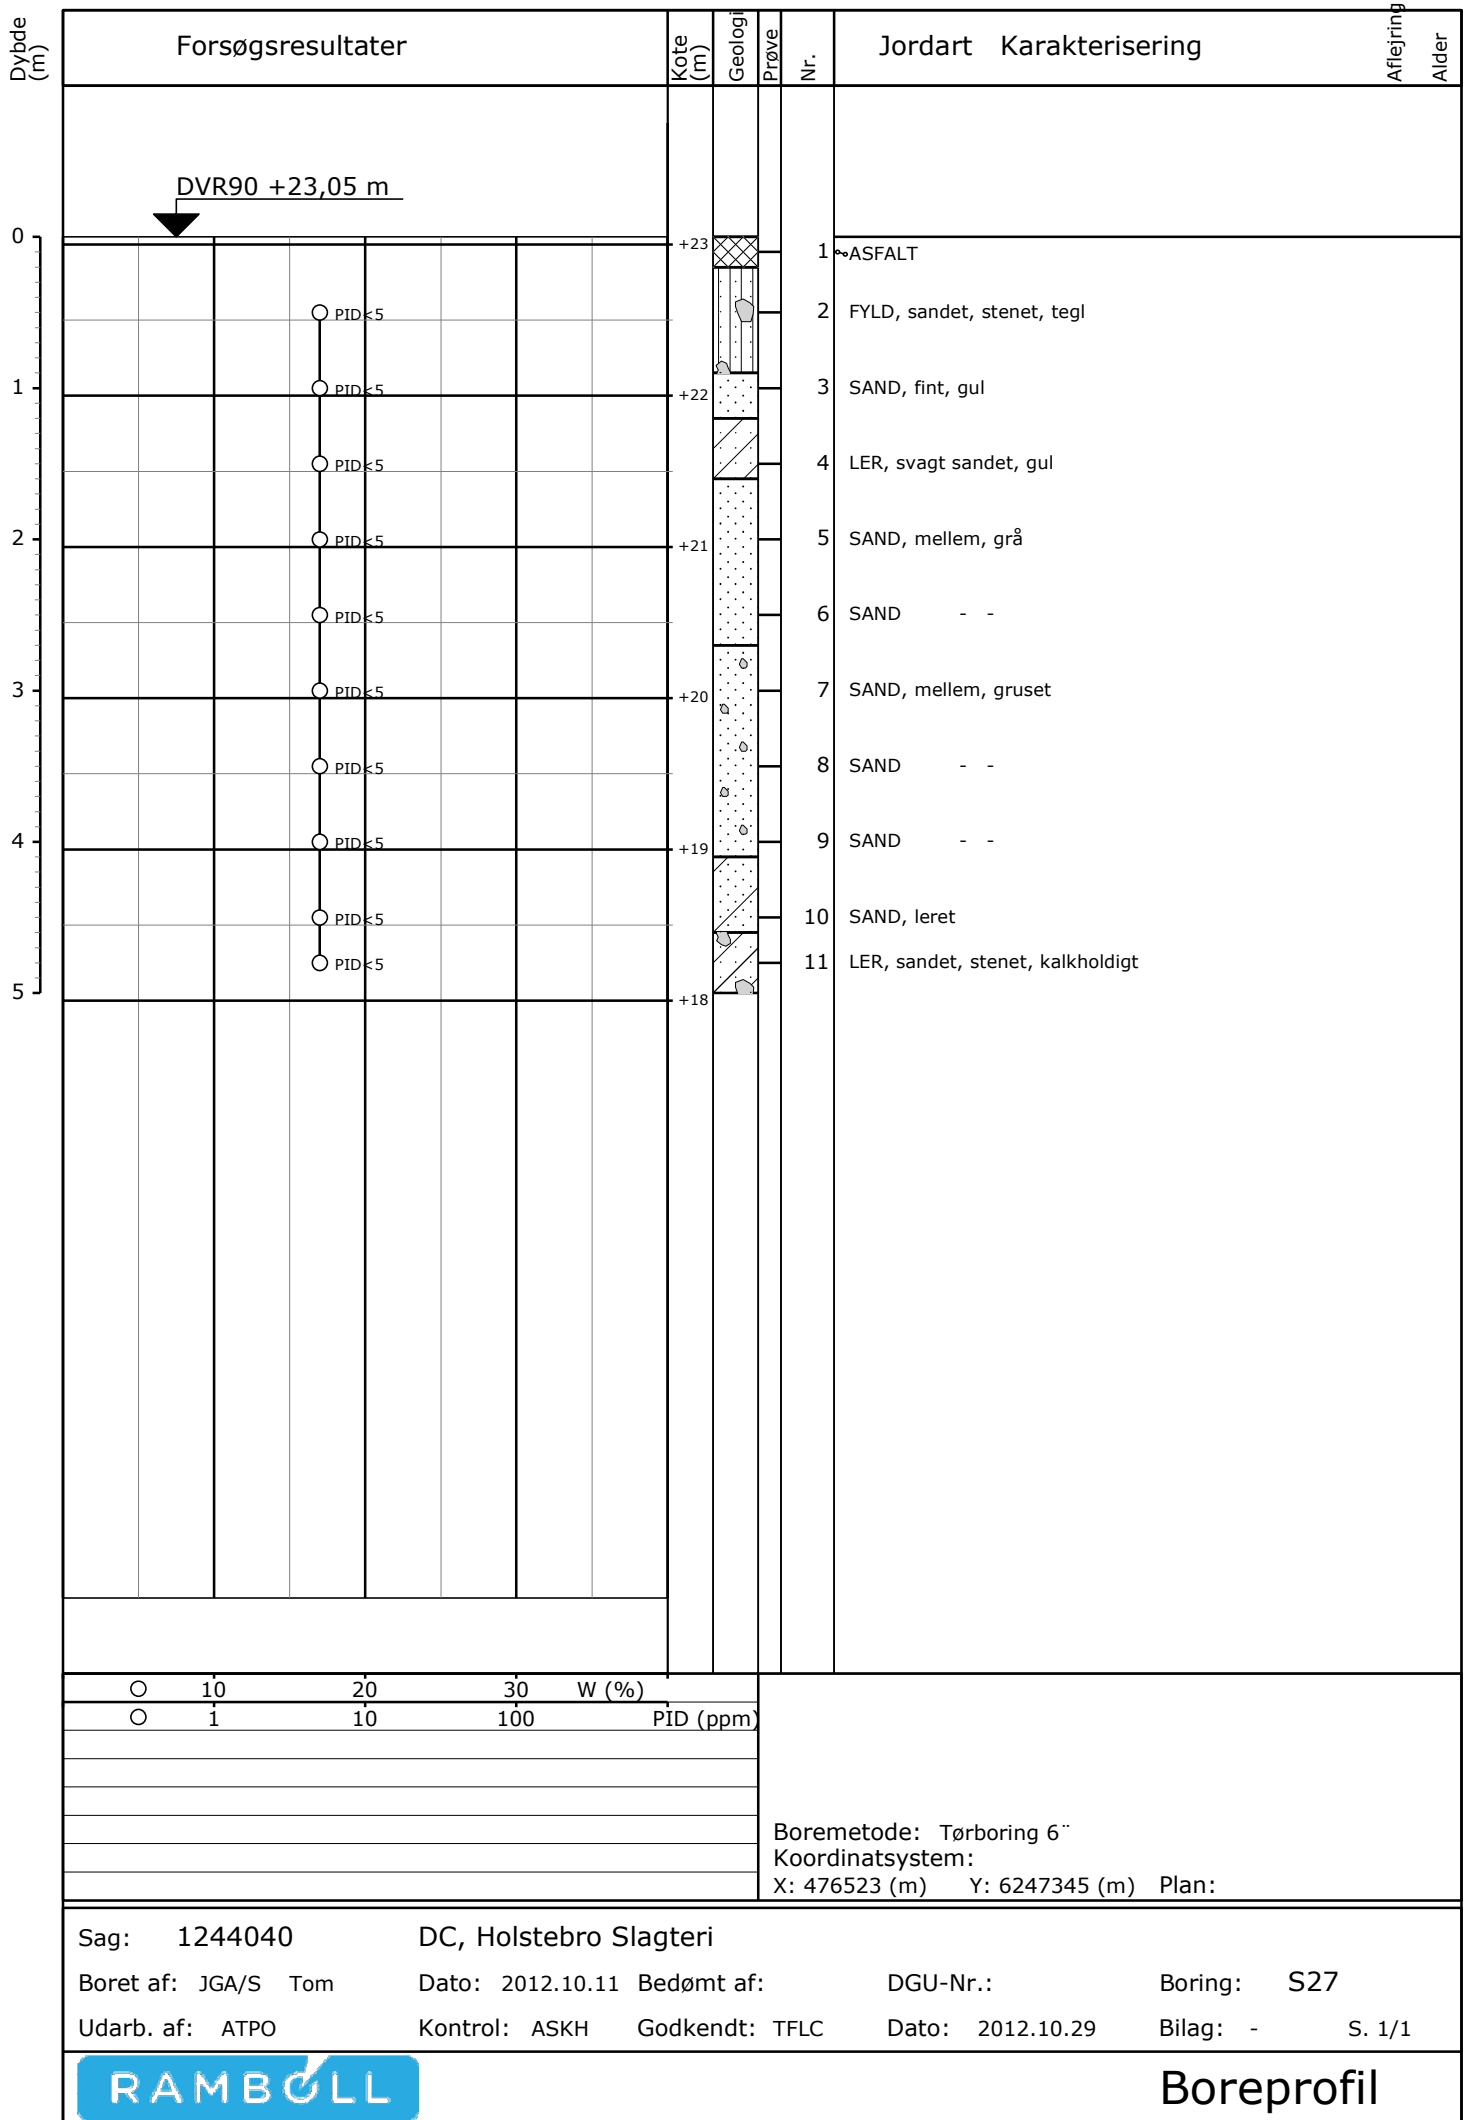 Dybde (m) Forsøgsresultater Kote (m) Geologi Prøve Nr. Jordart Karakterisering Aflejring Alder
DVR90 +23,05 m
0
+23
1 ASFALT
PID<5 2 FYLD, sandet, stenet, tegl
1 PID<5 +22 3 SAND, fint, gul
PID<5 4 LER, svagt sandet, gul
2 PID<5 +21 5 SAND, mellem, grå
PID<5 6 SAND - -
3 PID<5 +20 7 SAND, mellem, gruset
PID<5 8 SAND - -
4 PID<5 +19 9 SAND - -
PID<5 10 SAND, leret
PID<5 11 LER, sandet, stenet, kalkholdigt
5 +18
10 20 30 W (%)
1 10 100 PID (ppm)
Boremetode: Tørboring 6¨
Koordinatsystem:
X: 476523 (m) Y: 6247345 (m) Plan:
Sag: 1244040 DC, Holstebro Slagteri
Boret af: JGA/S Tom Dato: 2012.10.11 Bedømt af: DGU-Nr.: Boring: S27
Udarb. af: ATPO Kontrol: ASKH Godkendt: TFLC Dato: 2012.10.29 Bilag: - S. 1/1
RAMBØLL Boreprofil